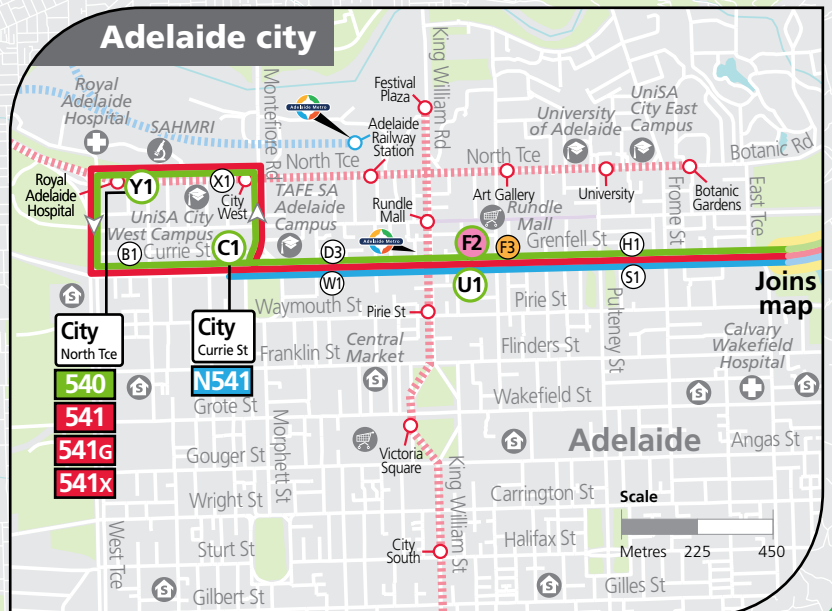 Adelaide city
Royal
Adelaide
Hospital
SAHMRI
Montefiore Rd
Adelaide Metro
Festival
Plaza
King William Rd
Adelaide
Railway
Station
University
of Adelaide
UniSA
City East
Campus
North Tce
North Tce
Botanic Rd
Royal
Adelaide
Hospital
Y1
X1
City
West
UniSA City
West Campus
TAFE SA
Adelaide
Campus
Rundle
Mall
Art Gallery
University
Botanic
Gardens
Frome St
East Tce
Rundle
Mall
B1
Currie St
C1
D3
Adelaide Metro
F2
F3
Grenfell St
H1
W1
U1
S1
Joins
map
Waymouth St
Pirie St
Pirie St
Pulteney St
City
North Tce
540
541
541G
541X
City
Currie St
N541
Franklin St
Central
Market
Flinders St
Calvary
Wakefield
Hospital
Grote St
Wakefield St
Gouger St
Morphett St
Victoria
Square
Adelaide
Angas St
Wright St
King William St
Carrington St
Scale
Metres 225 450
West Tce
Sturt St
City
South
Halifax St
Gilbert St
Gilles St